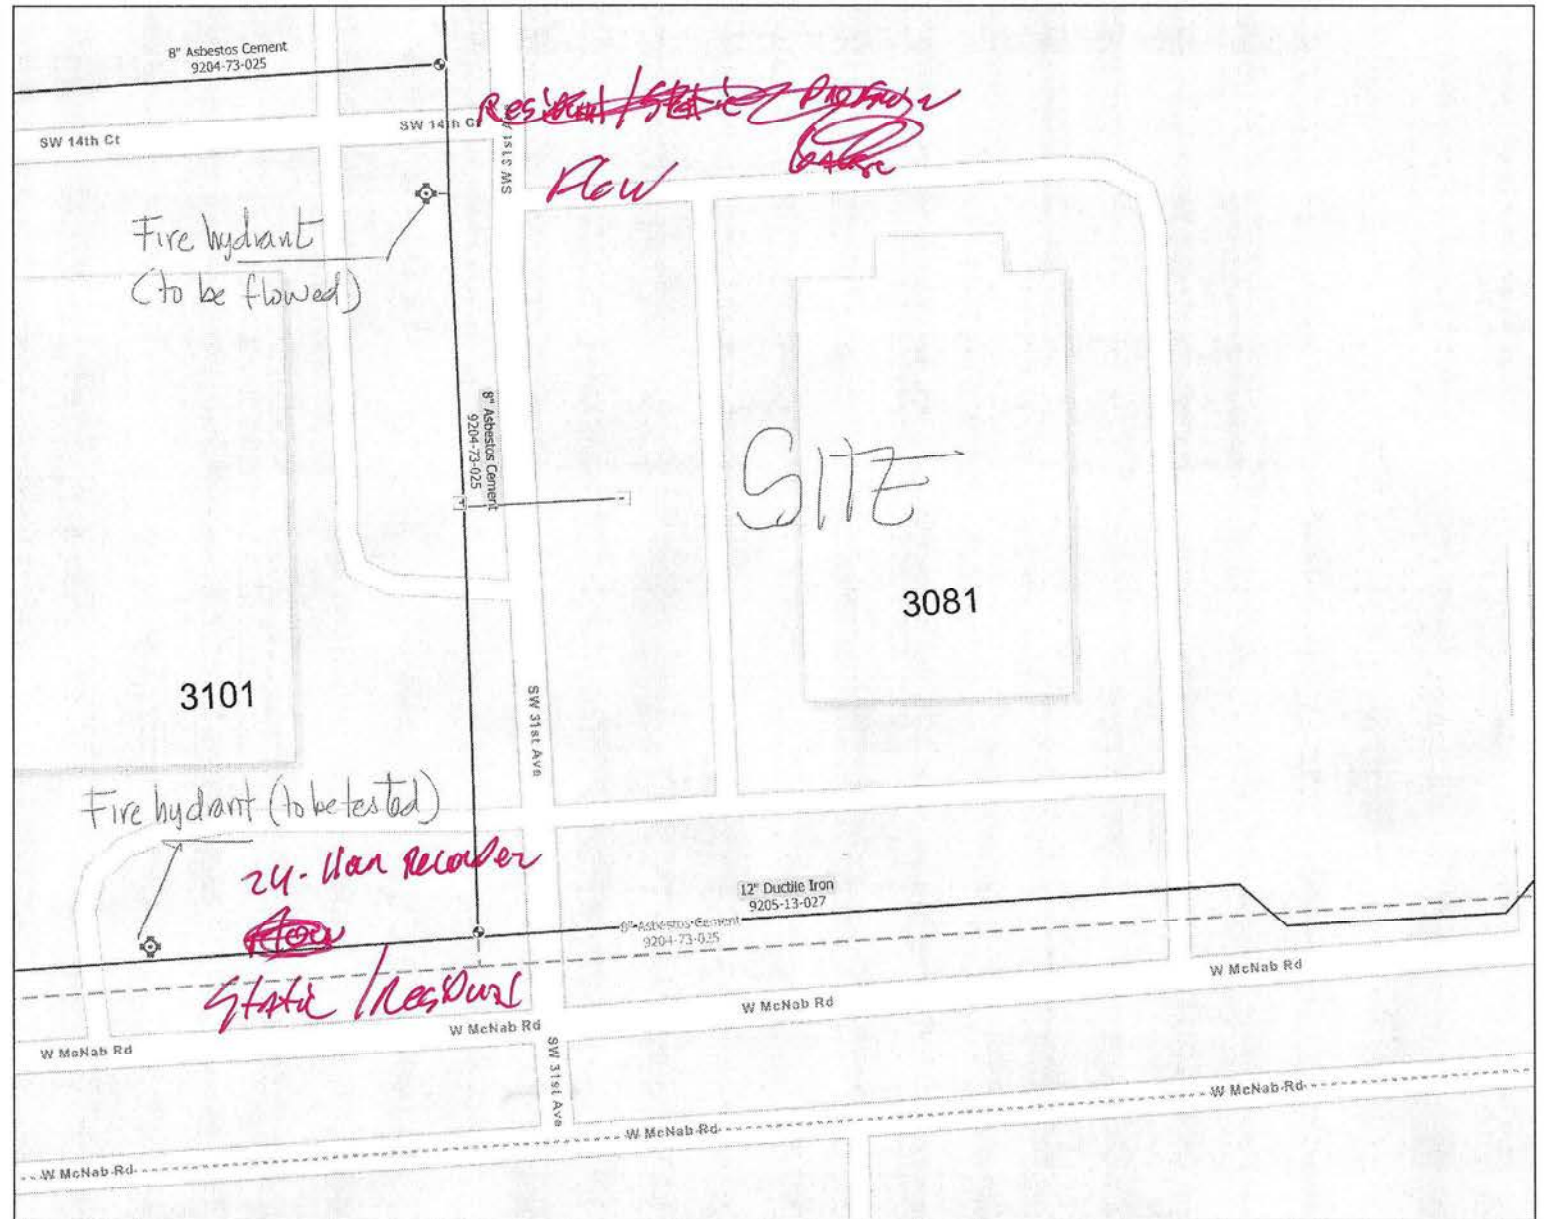 8" Asbestos Cement
9204-73-025
SW 14th Ct
SW 14th Ct
SW 31st
Flow
Fire hydrant
(to be flowed)
8" Asbestos Cement
9204-73-025
SITE
3081
3101
SW 31st Ave
Fire hydrant (to be tested)
24-Hour Recorder
Flow
Static / Residual
12" Ductile Iron
9205-13-027
8" Asbestos Cement
9204-73-025
W McNab Rd
W McNab Rd
W McNab Rd
W McNab Rd
SW 31st Ave
W McNab Rd
W McNab Rd
W McNab Rd